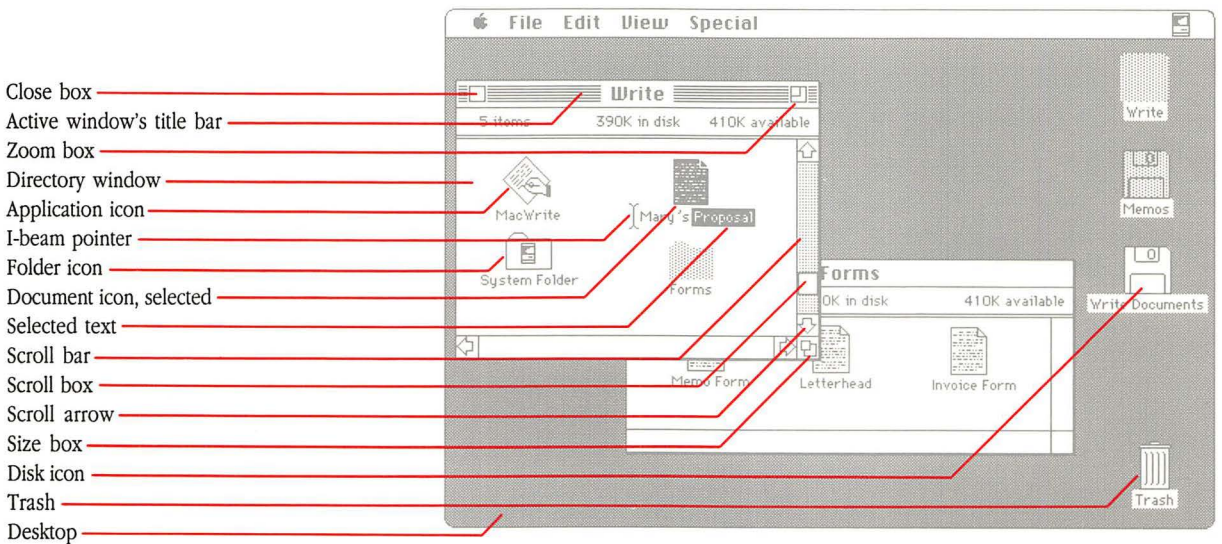 File Edit View Special
Close box
Active window's title bar
Zoom box
Directory window
Application icon
I-beam pointer
Folder icon
Document icon, selected
Selected text
Scroll bar
Scroll box
Scroll arrow
Size box
Disk icon
Trash
Desktop
Write
5 items 390K in disk 410K available
MacWrite
Mary's Proposal
System Folder
Forms
Forms
0K in disk 410K available
Memo Form
Letterhead
Invoice Form
Write
Memos
Write Documents
Trash